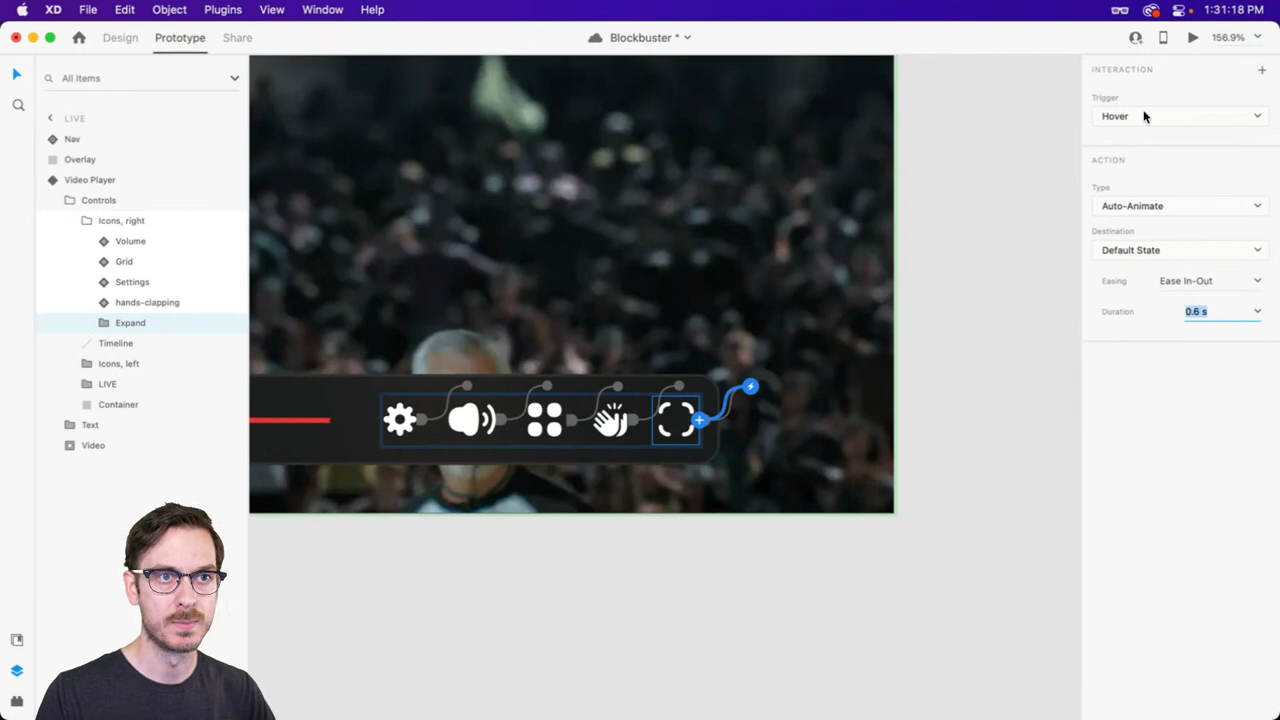 XD File Edit Object Plugins View Window Help 1:31:18 PM
Design Prototype Share Blockbuster * 156.9%
All Items
LIVE
Nav
Overlay
Video Player
Controls
Icons, right
Volume
Grid
Settings
hands-clapping
Expand
Timeline
Icons, left
LIVE
Container
Text
Video
INTERACTION
Trigger
Hover
ACTION
Type
Auto-Animate
Destination
Default State
Easing Ease In-Out
Duration 0.6 s